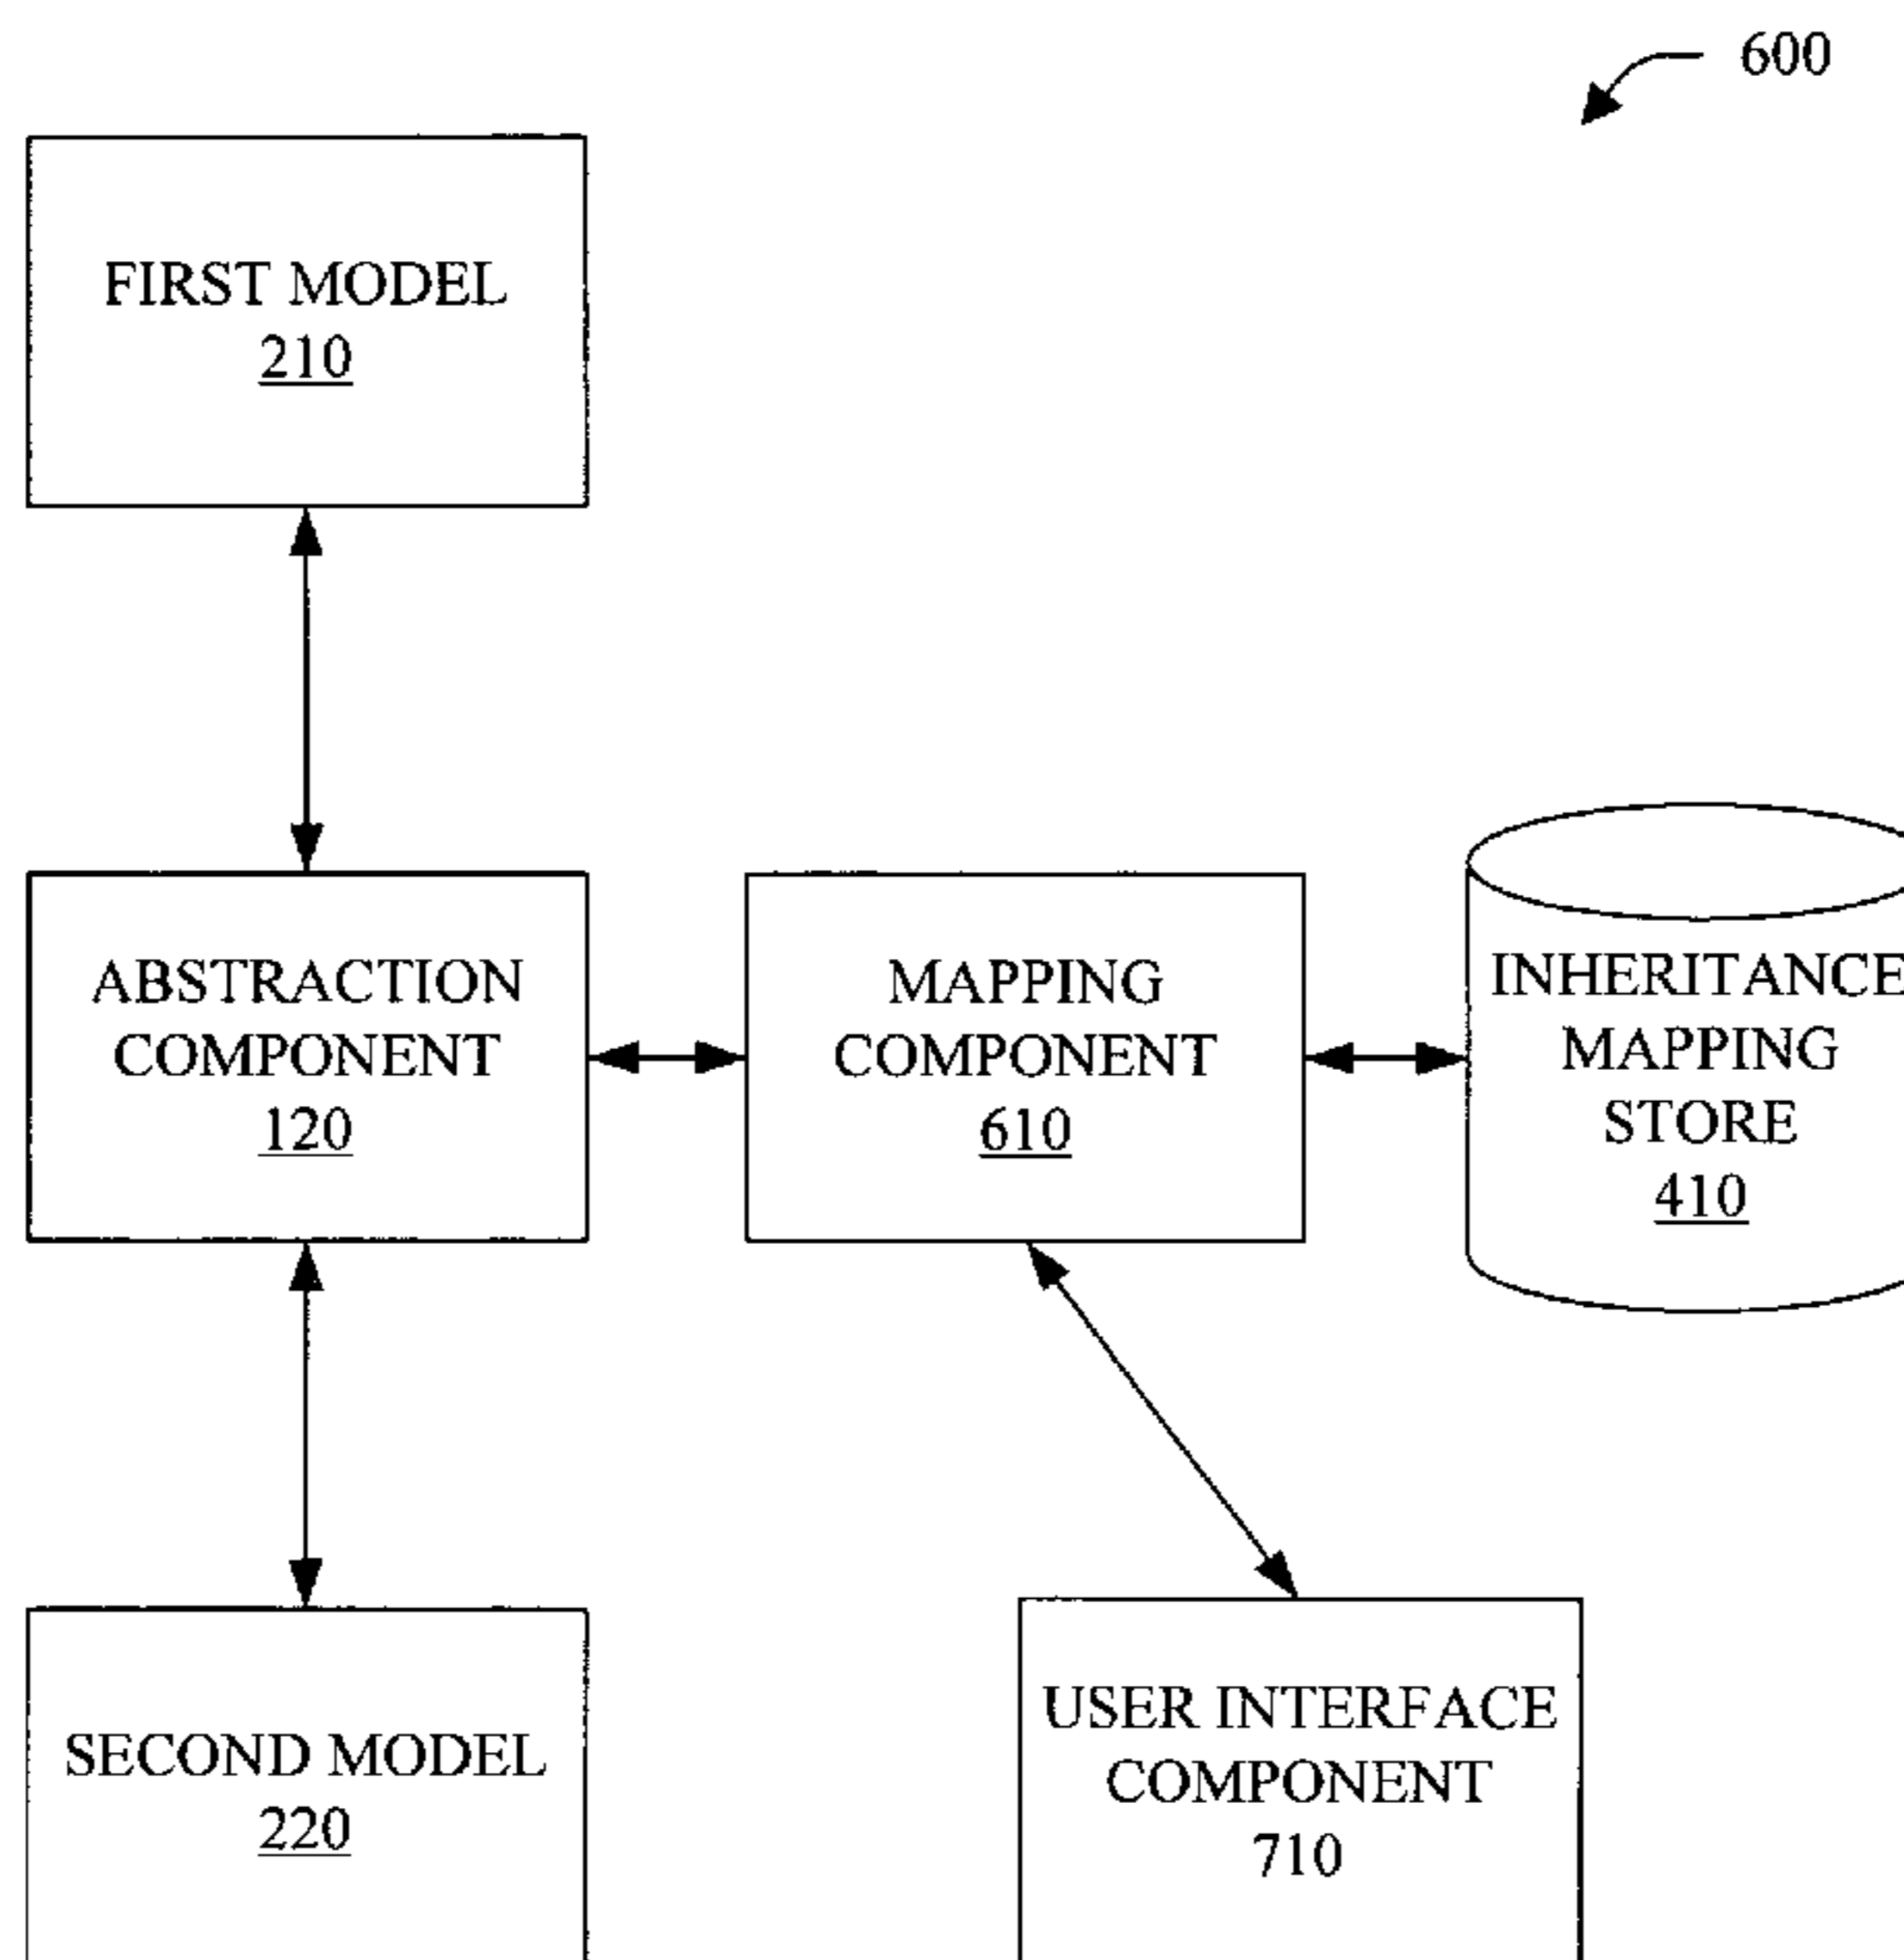 600
FIRST MODEL
210
ABSTRACTION
COMPONENT
120
MAPPING
COMPONENT
610
INHERITANCE
MAPPING
STORE
410
SECOND MODEL
220
USER INTERFACE
COMPONENT
710